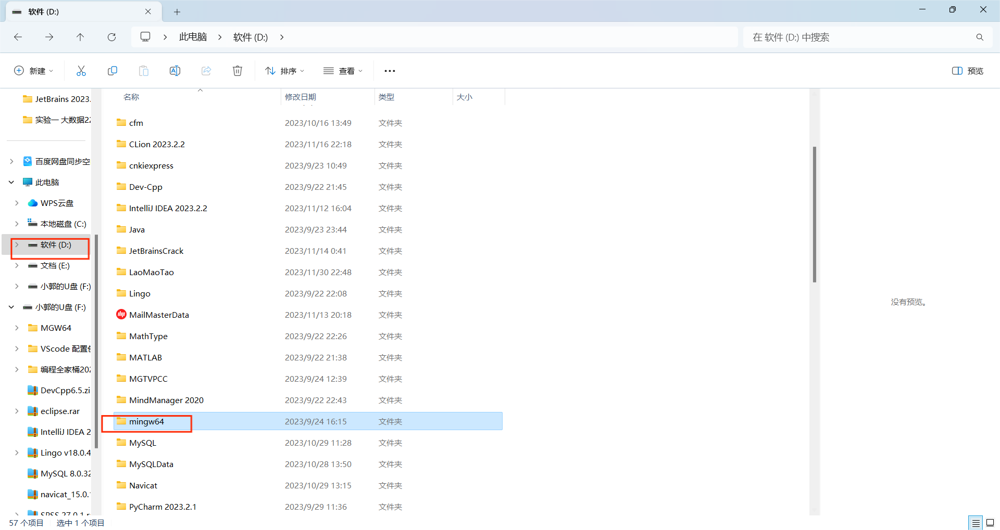 软件 (D:)
此电脑
软件 (D:)
在 软件 (D:) 中搜索
新建
排序
查看
预览
名称
修改日期
类型
大小
JetBrains 2023.
实验一 大数据22
百度网盘同步空
此电脑
WPS云盘
本地磁盘 (C:)
软件 (D:)
文档 (E:)
小郭的U盘 (F:)
小郭的U盘 (F:)
MGW64
VScode 配置
编程全家桶202
DevCpp6.5.zi
eclipse.rar
IntelliJ IDEA 2
Lingo v18.0.4
MySQL 8.0.32
navicat_15.0.
SPSS 27.0.1
cfm 2023/10/16 13:49 文件夹
CLion 2023.2.2 2023/11/16 22:18 文件夹
cnkiexpress 2023/9/23 10:49 文件夹
Dev-Cpp 2023/9/22 21:45 文件夹
IntelliJ IDEA 2023.2.2 2023/11/12 16:04 文件夹
Java 2023/9/23 23:44 文件夹
JetBrainsCrack 2023/11/14 0:41 文件夹
LaoMaoTao 2023/11/30 22:48 文件夹
Lingo 2023/9/22 22:08 文件夹
MailMasterData 2023/11/13 20:18 文件夹
MathType 2023/9/22 22:26 文件夹
MATLAB 2023/9/22 21:38 文件夹
MGTVPCC 2023/9/24 12:39 文件夹
MindManager 2020 2023/9/22 22:43 文件夹
mingw64 2023/9/24 16:15 文件夹
MySQL 2023/10/29 11:28 文件夹
MySQLData 2023/10/28 13:50 文件夹
Navicat 2023/10/29 13:15 文件夹
PyCharm 2023.2.1 2023/9/29 11:36 文件夹
没有预览。
57 个项目 选中 1 个项目